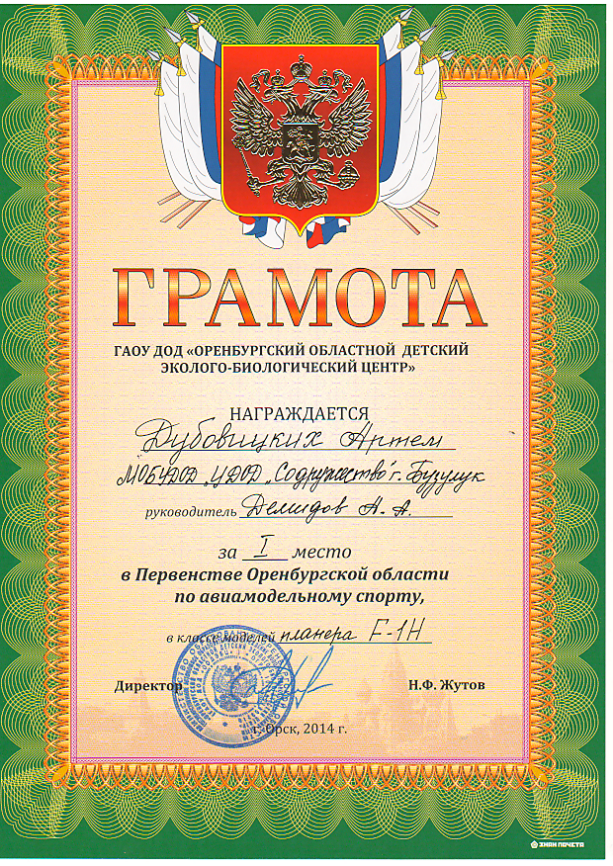 ГРАМОТА
ГАОУ ДОД «ОРЕНБУРГСКИЙ ОБЛАСТНОЙ ДЕТСКИЙ
ЭКОЛОГО-БИОЛОГИЧЕСКИЙ ЦЕНТР»
НАГРАЖДАЕТСЯ
Дубовицких Артем
МОБУДОД „ЦДОД „Содружество" г. Бузулук
руководитель Демидов Н. А.
за I место
в Первенстве Оренбургской области
по авиамодельному спорту,
в классе моделей планера F-1H
Директор Н.Ф. Жутов
г. Орск, 2014 г.
ЗНАК ПОЧЕТА